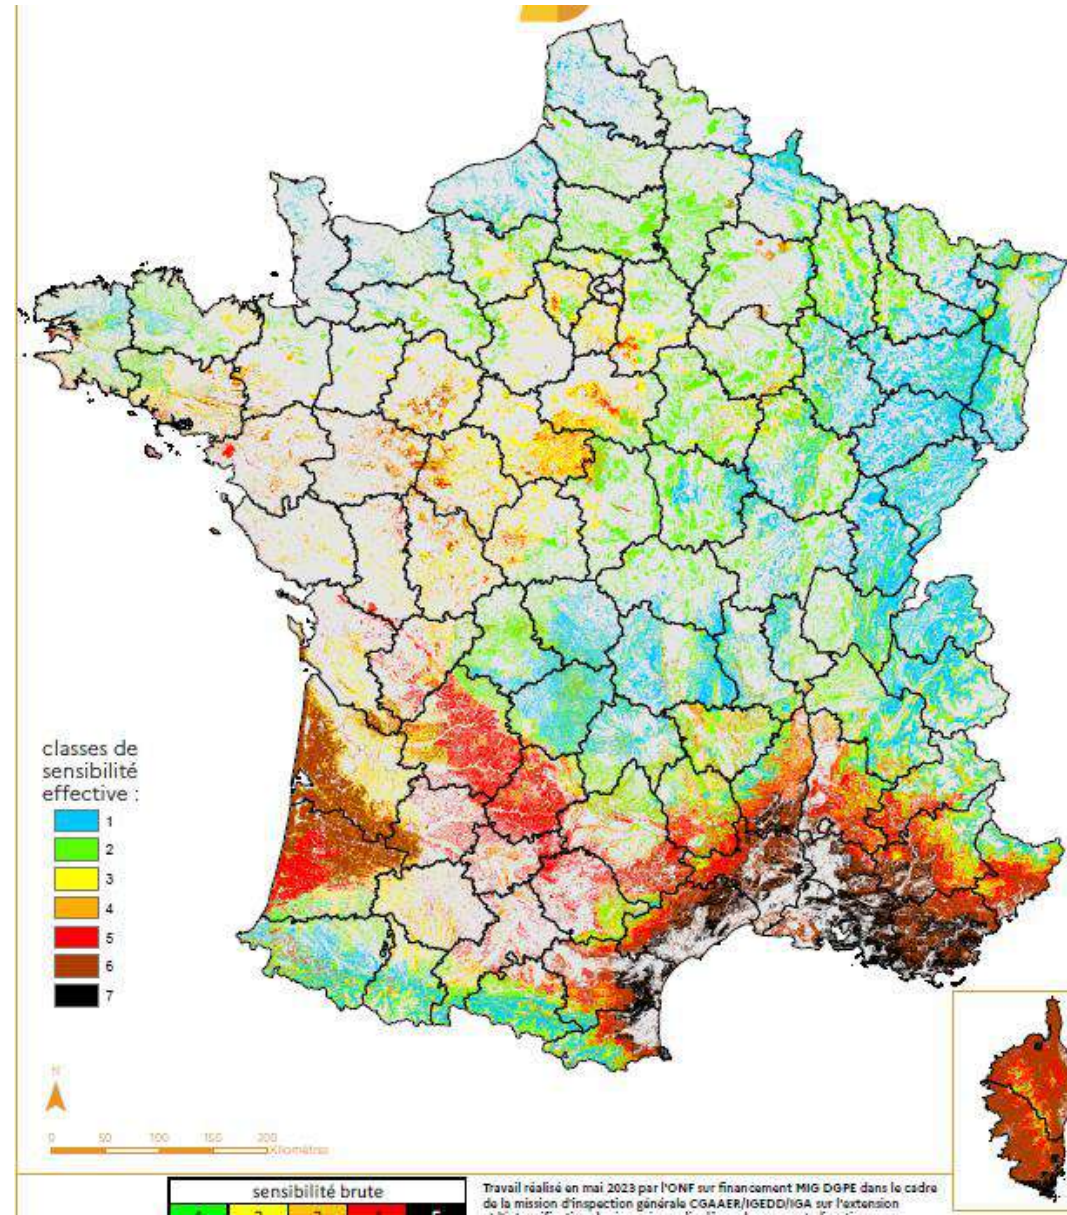 classes de
sensibilité
effective :
1
2
3
4
5
6
7
N
0 50 100 155 200
Kilomètres
sensibilité brute
Travail réalisé en mai 2023 par l'ONF sur financement MIG DGPE dans le cadre
de la mission d'inspection générale CGAAER/IGEDD/IGA sur l'extension